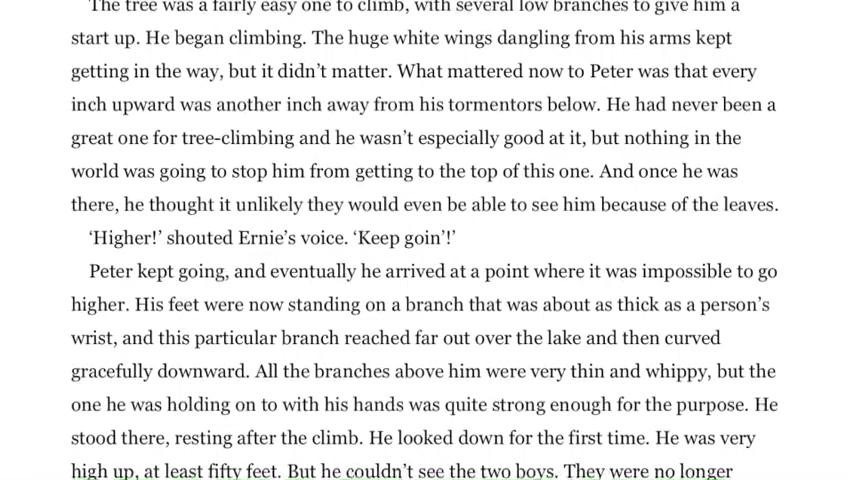 The tree was a fairly easy one to climb, with several low branches to give him a
start up. He began climbing. The huge white wings dangling from his arms kept
getting in the way, but it didn’t matter. What mattered now to Peter was that every
inch upward was another inch away from his tormentors below. He had never been a
great one for tree-climbing and he wasn’t especially good at it, but nothing in the
world was going to stop him from getting to the top of this one. And once he was
there, he thought it unlikely they would even be able to see him because of the leaves.
‘Higher!’ shouted Ernie’s voice. ‘Keep goin’!’
Peter kept going, and eventually he arrived at a point where it was impossible to go
higher. His feet were now standing on a branch that was about as thick as a person’s
wrist, and this particular branch reached far out over the lake and then curved
gracefully downward. All the branches above him were very thin and whippy, but the
one he was holding on to with his hands was quite strong enough for the purpose. He
stood there, resting after the climb. He looked down for the first time. He was very
high up, at least fifty feet. But he couldn’t see the two boys. They were no longer